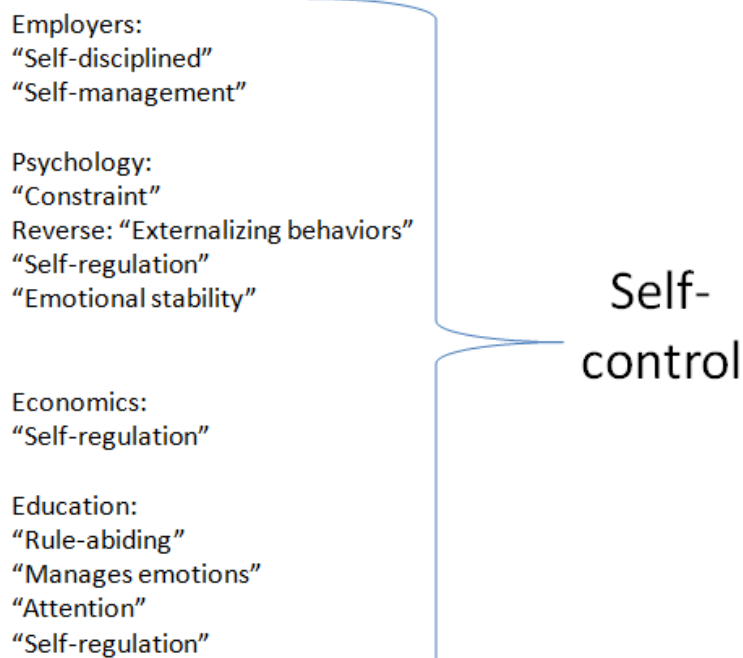 Employers:
“Self-disciplined”
“Self-management”
Psychology:
“Constraint”
Reverse: “Externalizing behaviors”
“Self-regulation”
“Emotional stability”
Economics:
“Self-regulation”
Education:
“Rule-abiding”
“Manages emotions”
“Attention”
“Self-regulation”
Self-
control